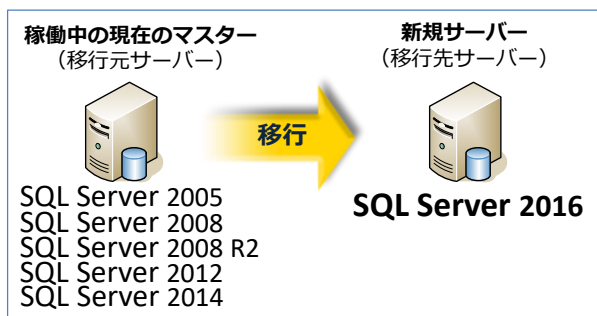 稼働中の現在のマスター
（移行元サーバー）
SQL Server 2005
SQL Server 2008
SQL Server 2008 R2
SQL Server 2012
SQL Server 2014
移行
新規サーバー
（移行先サーバー）
SQL Server 2016